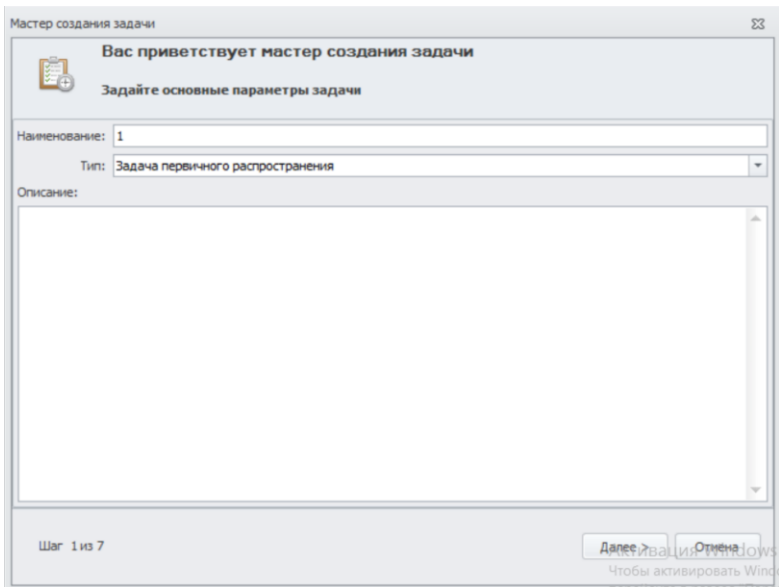 Мастер создания задачи
Вас приветствует мастер создания задачи
Задайте основные параметры задачи
Наименование: 1
Тип: Задача первичного распространения
Описание:
Шаг 1 из 7
Далее > Отмена
Активация Windows
Чтобы активировать Wind